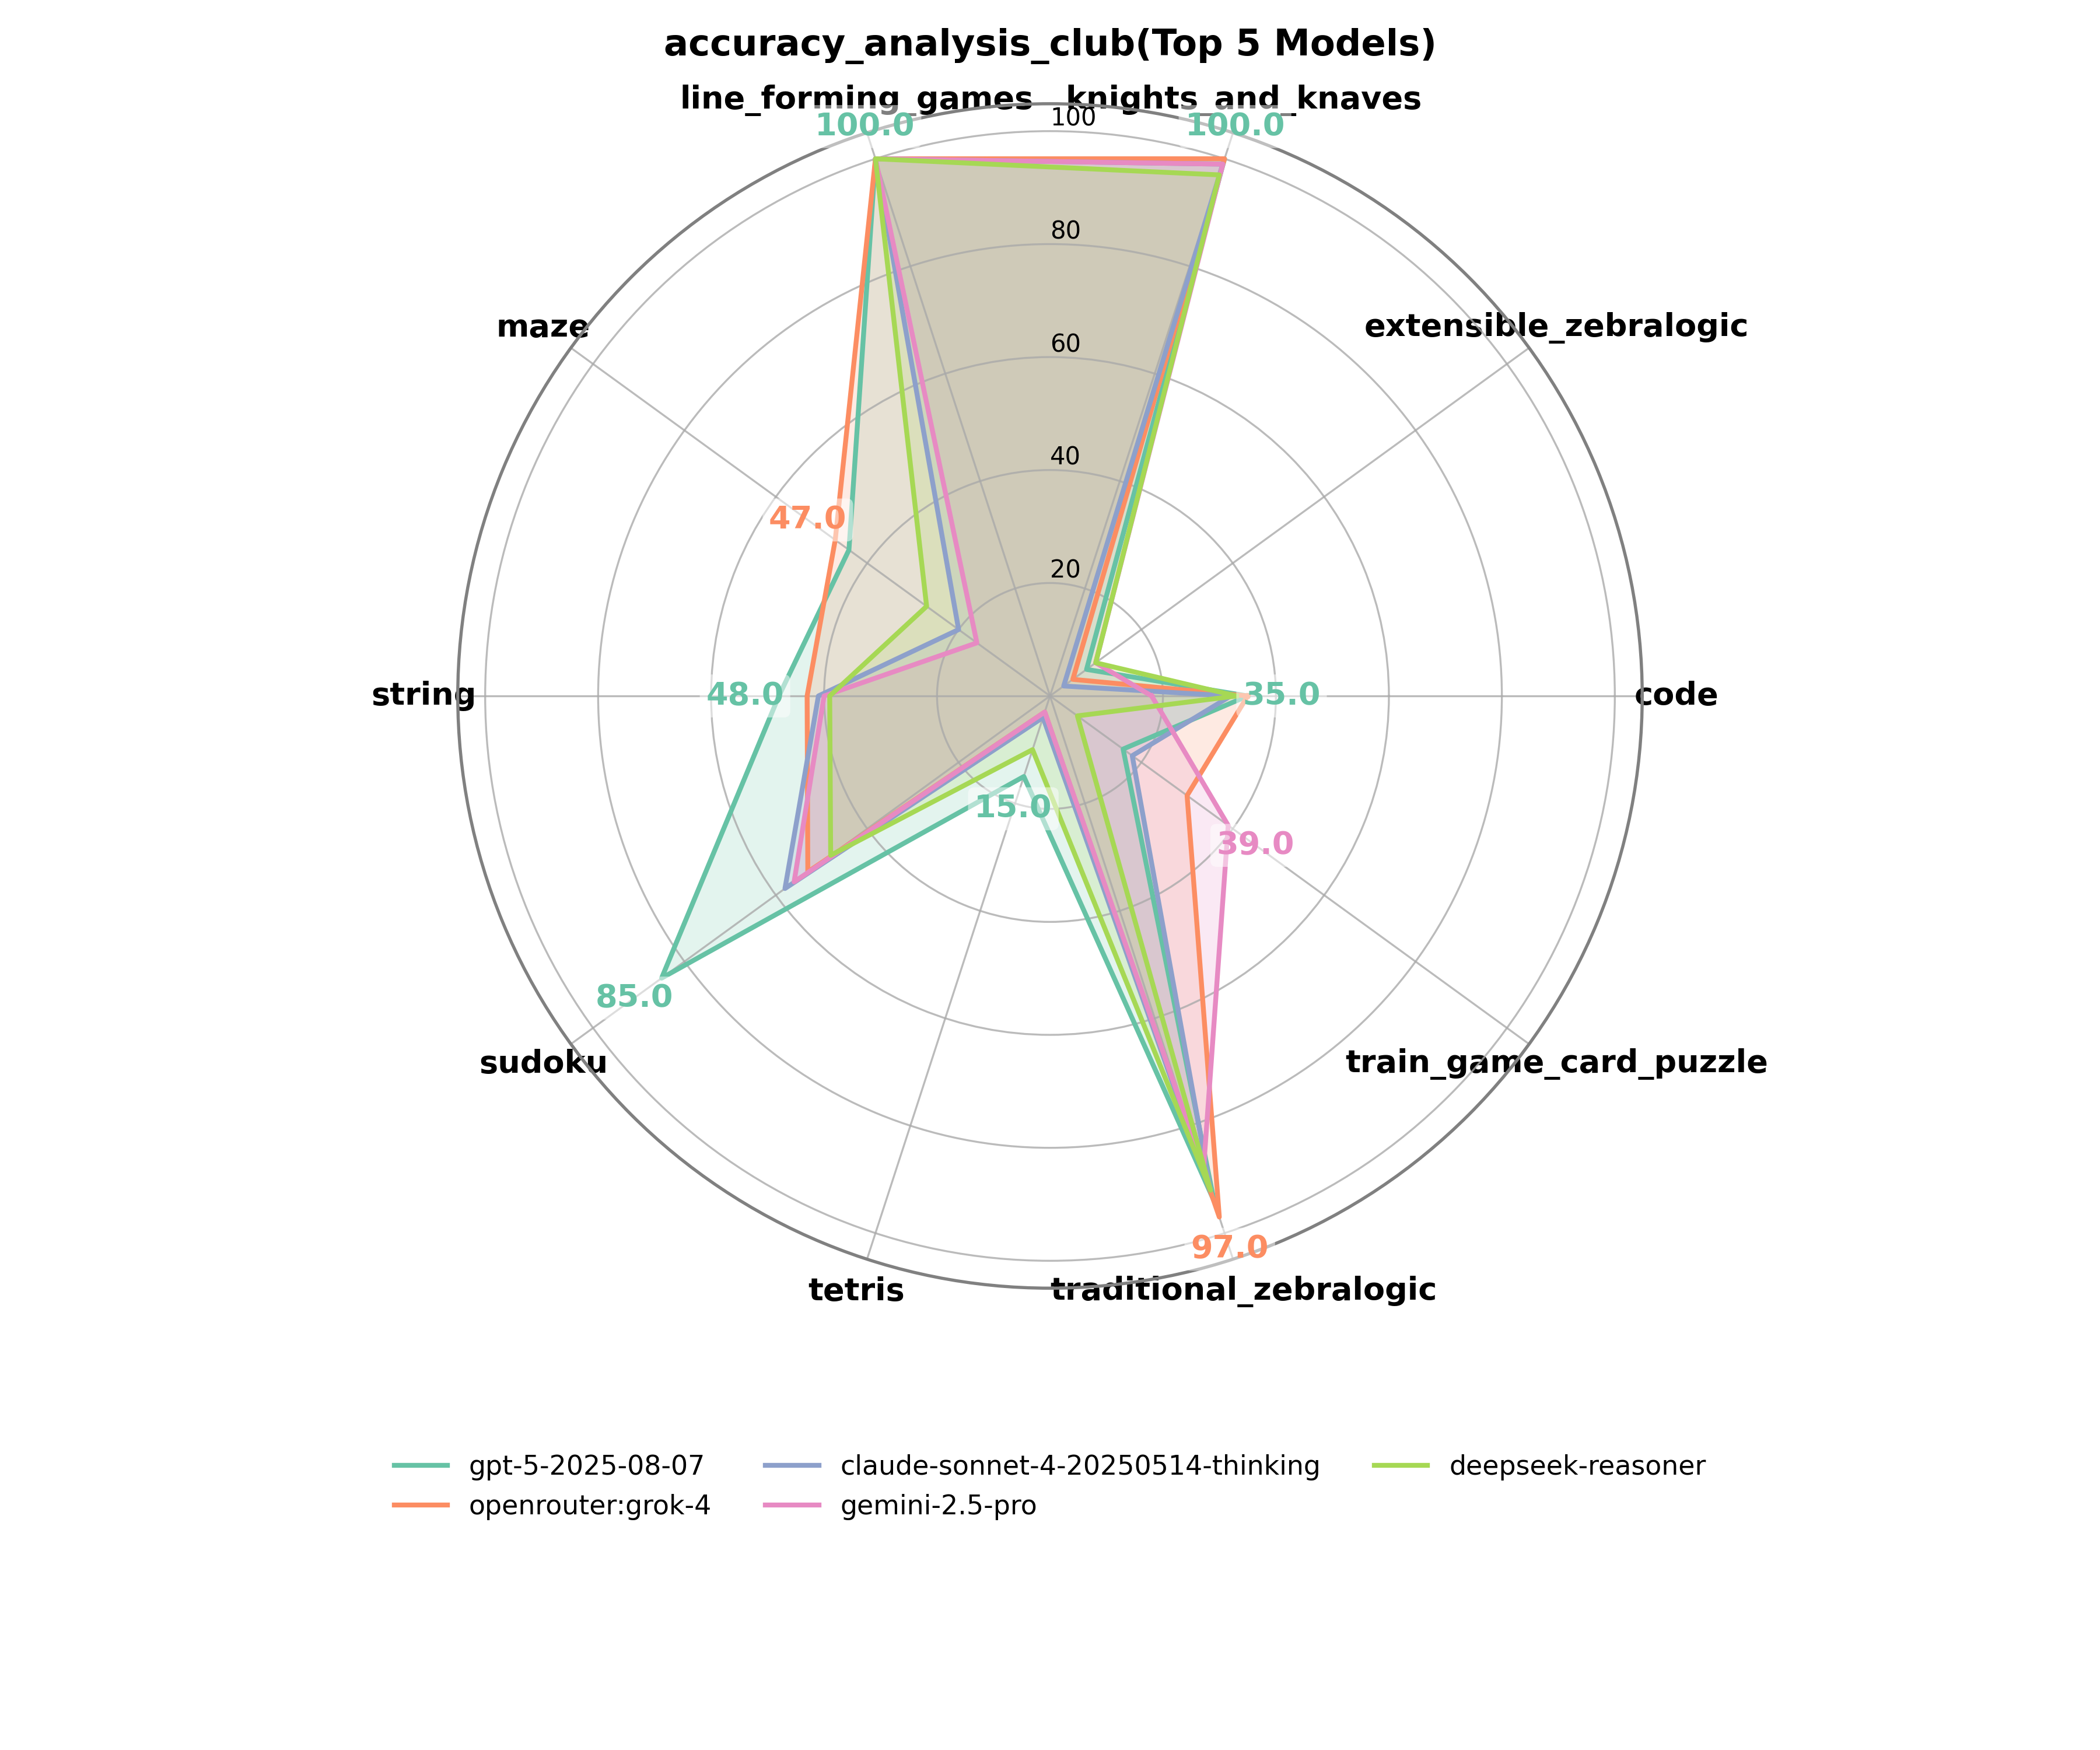 accuracy_analysis_club(Top 5 Models)
line_forming_games knights_and_knaves
100.0 100 100.0
80
maze extensible_zebralogic
60
40
47.0
20
string 48.0 35.0 code
15.0
39.0
85.0
sudoku train_game_card_puzzle
97.0
tetris traditional_zebralogic
gpt-5-2025-08-07 claude-sonnet-4-20250514-thinking deepseek-reasoner
openrouter:grok-4 gemini-2.5-pro